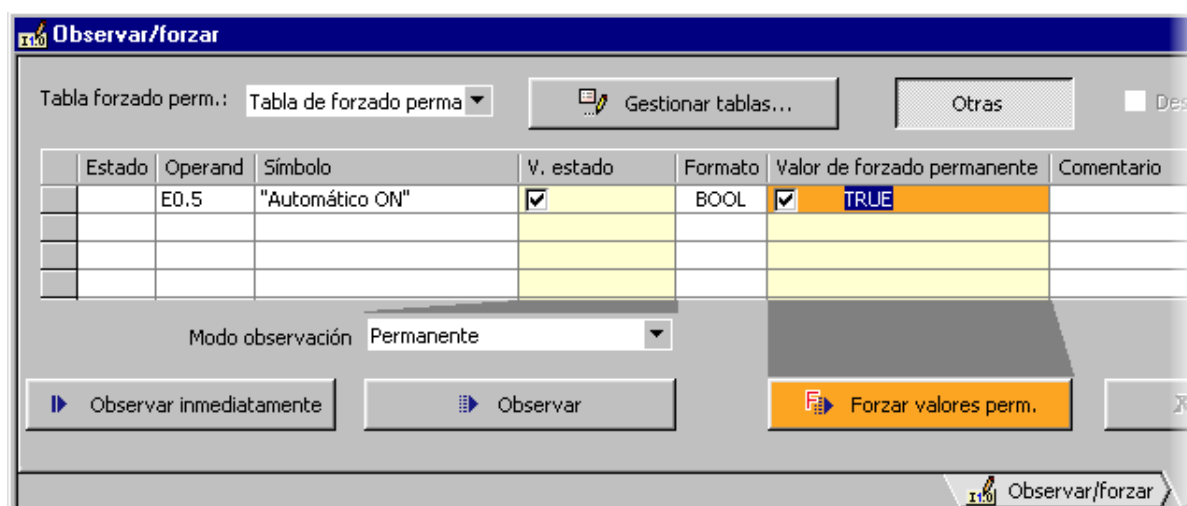 Observar/forzar
Tabla forzado perm.: Tabla de forzado perma Gestionar tablas... Otras Des
Estado Operand Símbolo V. estado Formato Valor de forzado permanente Comentario
E0.5 "Automático ON" BOOL TRUE
Modo observación Permanente
Observar inmediatamente Observar F Forzar valores perm.
Observar/forzar